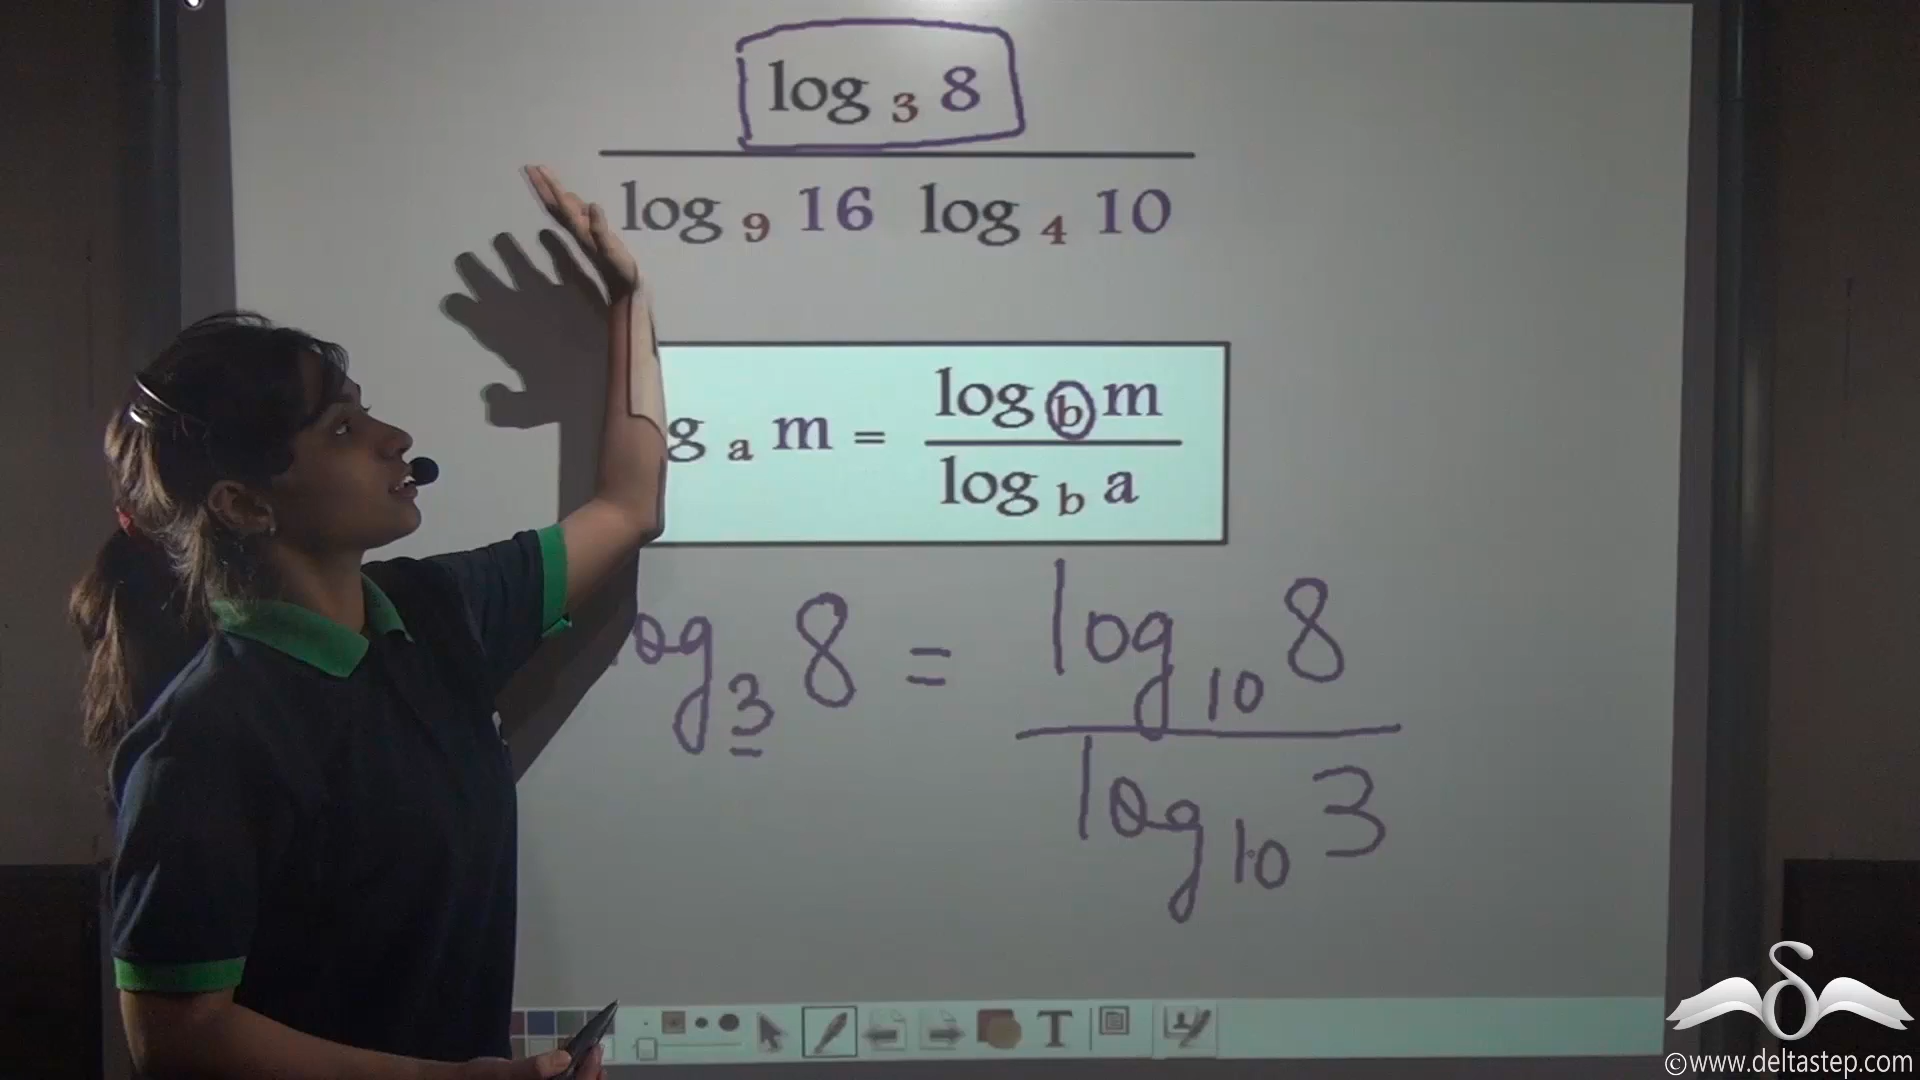 log 3 8
log 9 16 log 4 10
g a m = log b m
log b a
log 3 8 = log 10 8
log 10 3
T
©www.deltastep.com